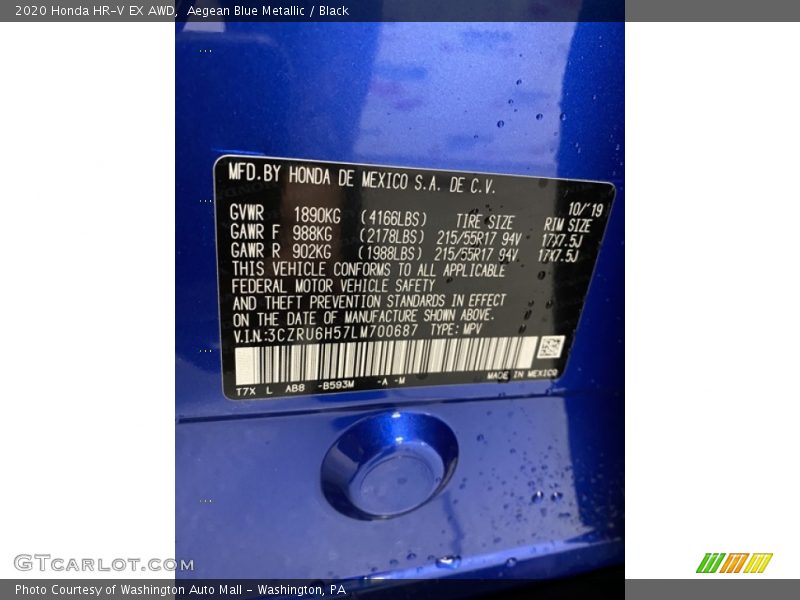 2020 Honda HR-V EX AWD, Aegean Blue Metallic / Black
MFD.BY HONDA DE MEXICO S.A. DE C.V.
10/'19
GVWR 1890KG (4166LBS) TIRE SIZE RIM SIZE
GAWR F 988KG (2178LBS) 215/55R17 94V 17X7.5J
GAWR R 902KG (1988LBS) 215/55R17 94V 17X7.5J
THIS VEHICLE CONFORMS TO ALL APPLICABLE
FEDERAL MOTOR VEHICLE SAFETY
AND THEFT PREVENTION STANDARDS IN EFFECT
ON THE DATE OF MANUFACTURE SHOWN ABOVE.
V.I.N.:3CZRU6H57LM700687 TYPE: MPV
T7X L AB8 -B593M -A -M MADE IN MEXICO
GTcarlot.com
Photo Courtesy of Washington Auto Mall - Washington, PA